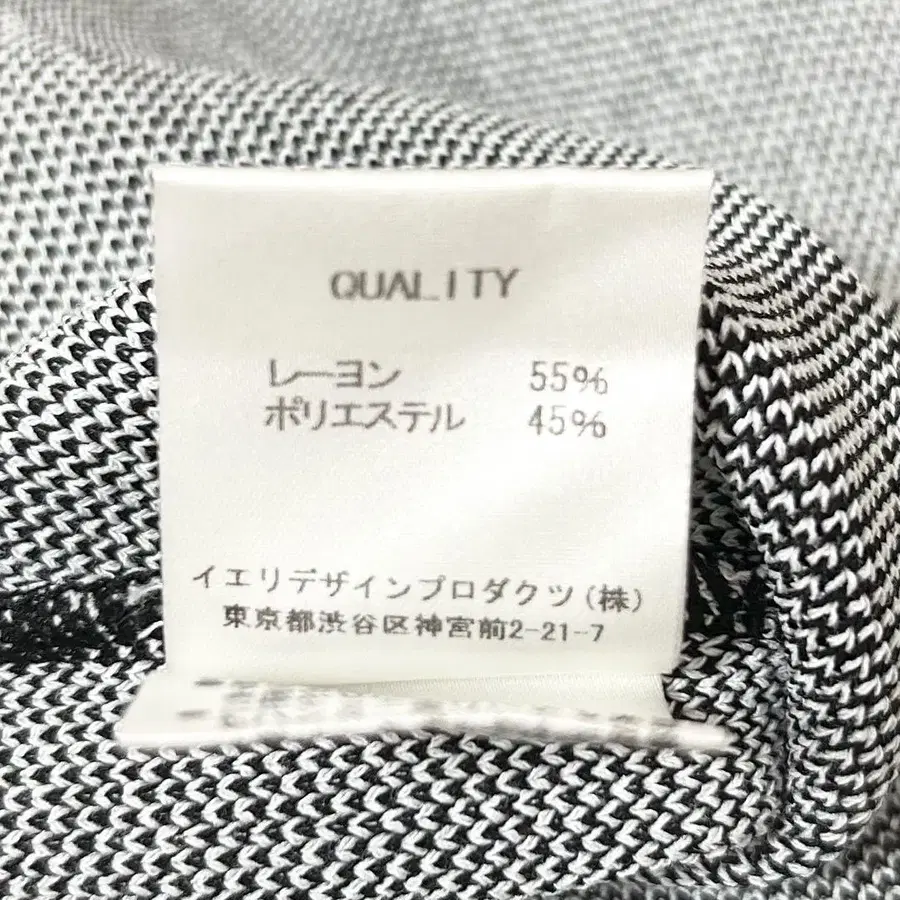 QUALITY
レーヨン 55%
ポリエステル 45%
イエリデザインプロダクツ(株)
東京都渋谷区神宮前2-21-7